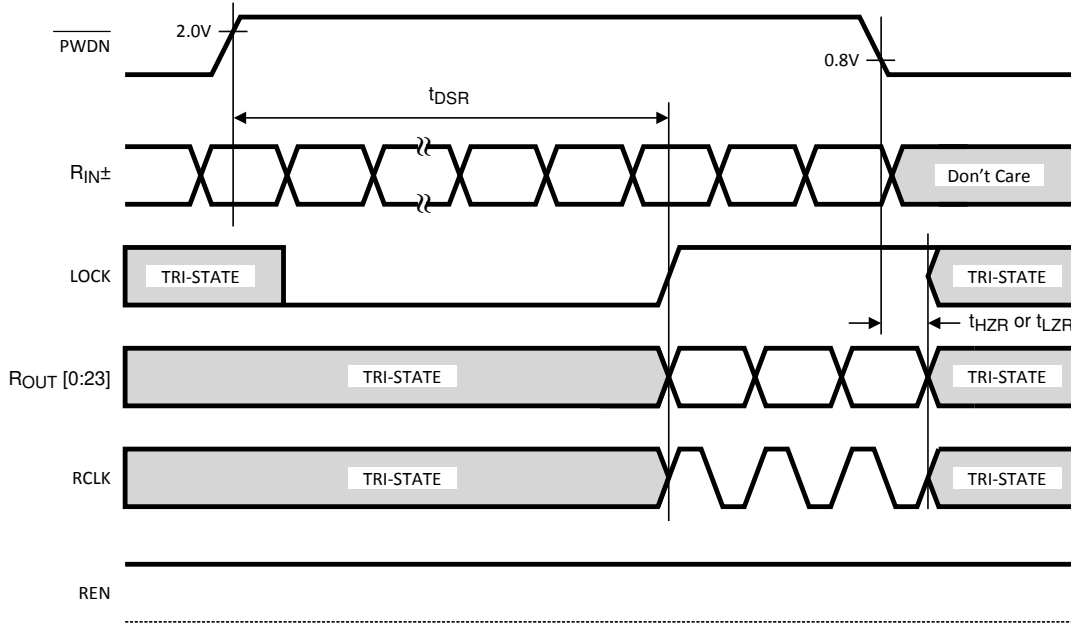 PWDN
2.0V
0.8V
tDSR
RIN±
Don't Care
LOCK
TRI-STATE
TRI-STATE
tHZR or tLZR
ROUT [0:23]
TRI-STATE
TRI-STATE
RCLK
TRI-STATE
TRI-STATE
REN